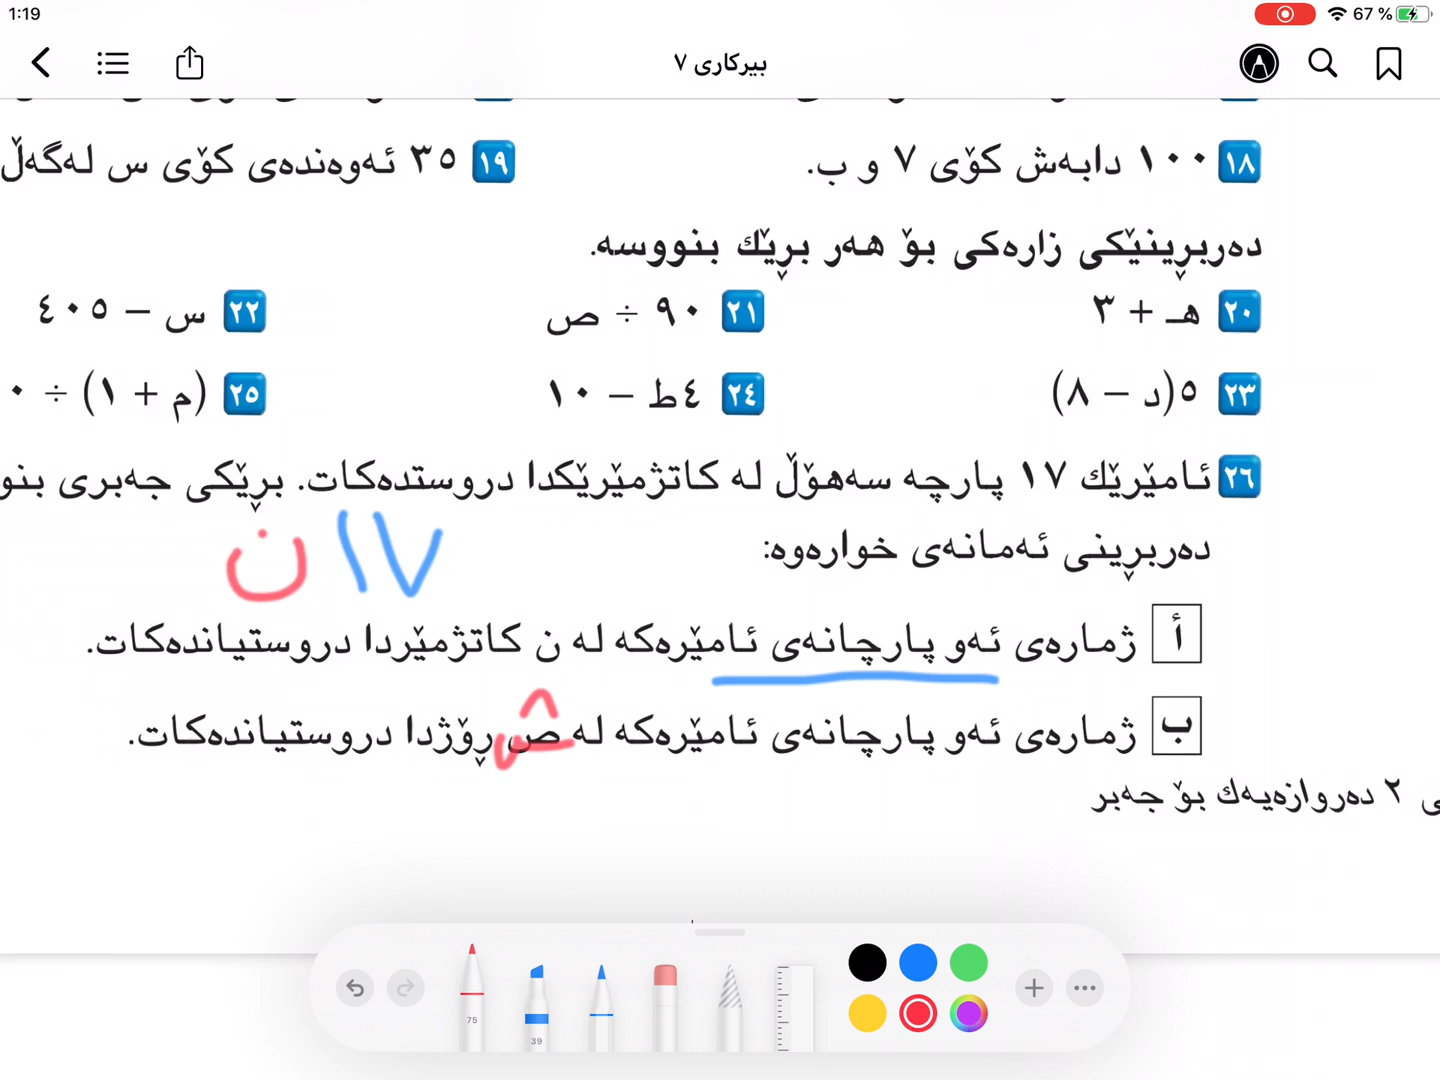 1:19
67 %
بیرکاری ٧
١٨ ١٠٠ دابەش کۆی ٧ و ب.
١٩ ٣٥ ئەوەندەی کۆی س لەگەڵ
دەربڕینێکی زارەکی بۆ هەر بڕێك بنووسە.
٢٠ هـ + ٣
٢١ ٩٠ ÷ ص
٢٢ س − ٤٠٥
٢٣ ٥(د − ٨)
٢٤ ٤ط − ١٠
٢٥ (م + ١) ÷ ٠
٢٦ ئامێرێك ١٧ پارچە سەهۆڵ لە کاتژمێرێکدا دروستدەکات. بڕێکی جەبری بنو
دەربڕینی ئەمانەی خوارەوە:
١٧ ن
أ ژمارەی ئەو پارچانەی ئامێرەکە لە ن کاتژمێردا دروستیاندەکات.
ب ژمارەی ئەو پارچانەی ئامێرەکە لە ص ڕۆژدا دروستیاندەکات.
ی ٢ دەروازەیەك بۆ جەبر
75
39